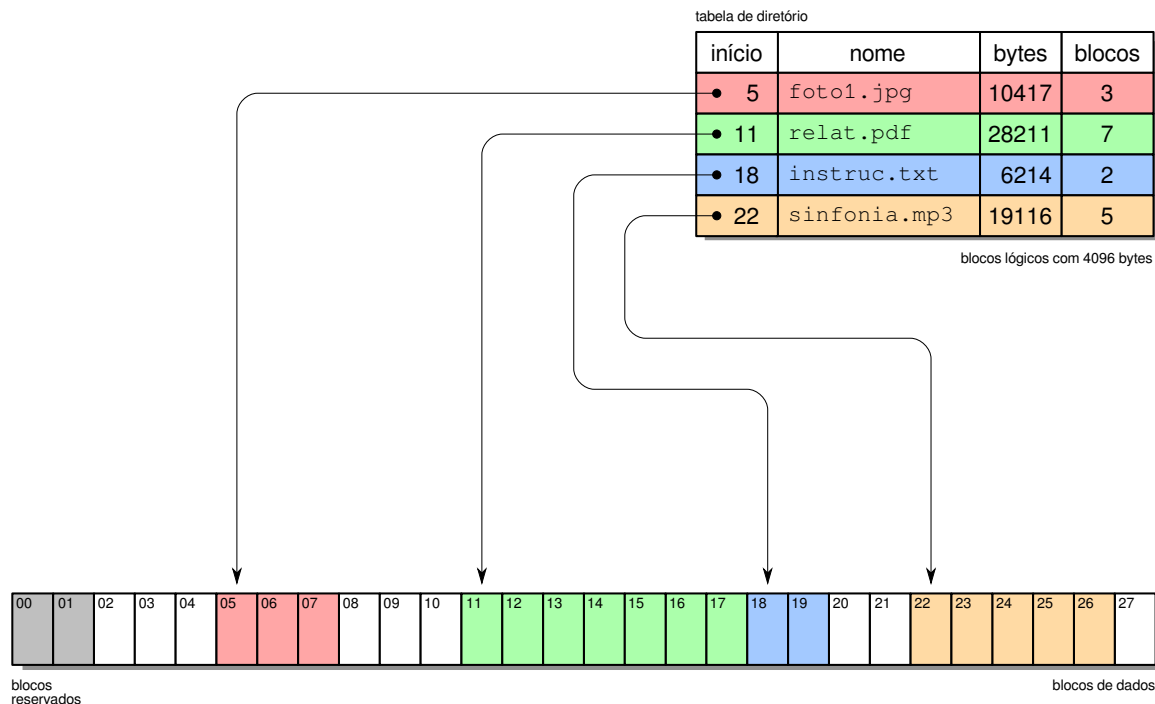 tabela de diretório
início nome bytes blocos
5 foto1.jpg 10417 3
11 relat.pdf 28211 7
18 instruc.txt 6214 2
22 sinfonia.mp3 19116 5
blocos lógicos com 4096 bytes
00 01 02 03 04 05 06 07 08 09 10 11 12 13 14 15 16 17 18 19 20 21 22 23 24 25 26 27
blocos
reservados
blocos de dados